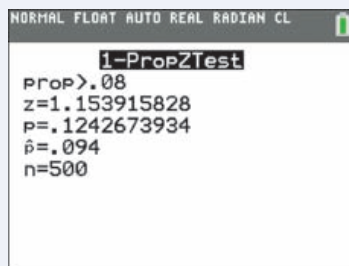 NORMAL FLOAT AUTO REAL RADIAN CL
1-PropZTest
prop>.08
z=1.153915828
p=.1242673934
p̂=.094
n=500